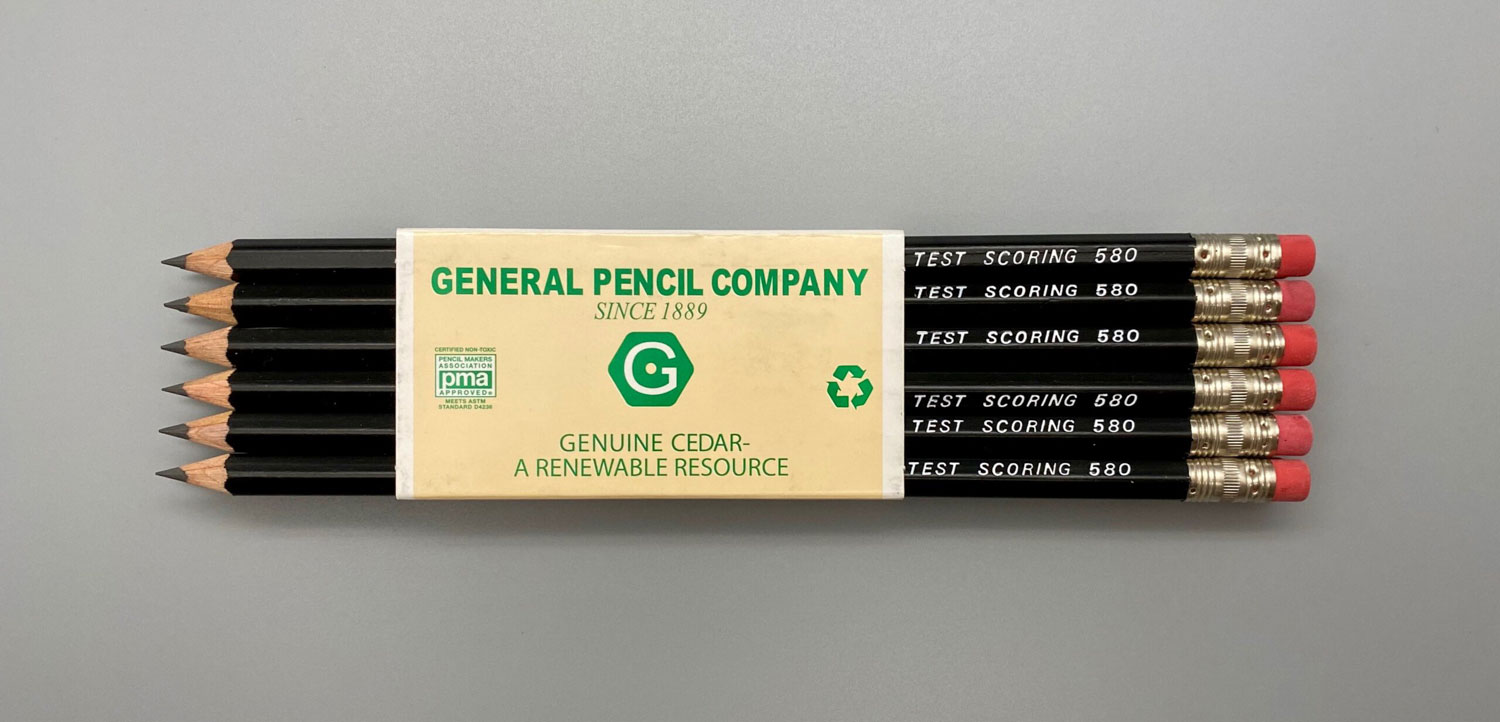 GENERAL PENCIL COMPANY
SINCE 1889
CERTIFIED NON-TOXIC
PENCIL MAKERS
ASSOCIATION
pma
APPROVED®
MEETS ASTM
STANDARD D4236
G
GENUINE CEDAR-
A RENEWABLE RESOURCE
TEST SCORING 580
TEST SCORING 580
TEST SCORING 580
TEST SCORING 580
TEST SCORING 580
TEST SCORING 580